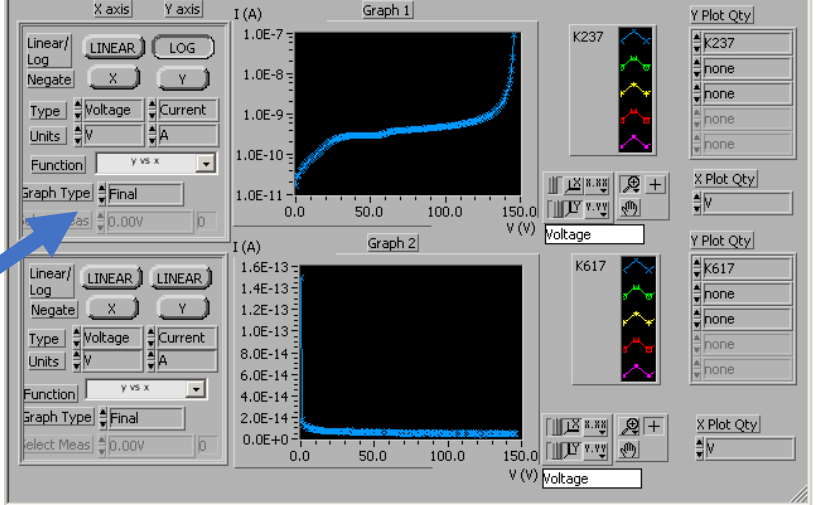 X axis Y axis
Linear/
Log
LINEAR LOG
Negate X Y
Type Voltage Current
Units V A
Function y vs x
Graph Type Final
Meas 0.00V 0
I (A) Graph 1
1.0E-7
1.0E-8
1.0E-9
1.0E-10
1.0E-11
0.0 50.0 100.0 150.0
V (V)
K237
X.XX
Y.YY
Voltage
Y Plot Qty
K237
none
none
none
none
X Plot Qty
V
Linear/
Log
LINEAR LINEAR
Negate X Y
Type Voltage Current
Units V A
Function y vs x
Graph Type Final
Select Meas 0.00V 0
I (A) Graph 2
1.6E-13
1.4E-13
1.2E-13
1.0E-13
8.0E-14
6.0E-14
4.0E-14
2.0E-14
0.0E+0
0.0 50.0 100.0 150.0
V (V)
K617
X.XX
Y.YY
Voltage
Y Plot Qty
K617
none
none
none
none
X Plot Qty
V